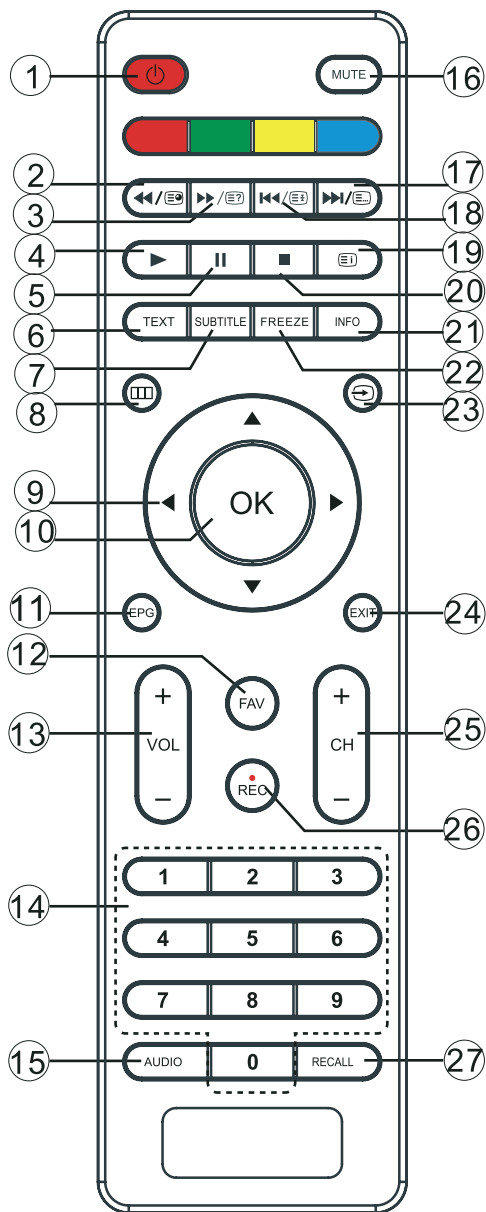 1
MUTE
16
2
17
3
18
4
19
5
20
6
TEXT
SUBTITLE
FREEZE
INFO
21
7
22
8
23
9
10
OK
11
EPG
EXIT
24
12
FAV
13
+
VOL
−
+
CH
−
25
REC
26
1 2 3
14
4 5 6
7 8 9
15
AUDIO
0
RECALL
27